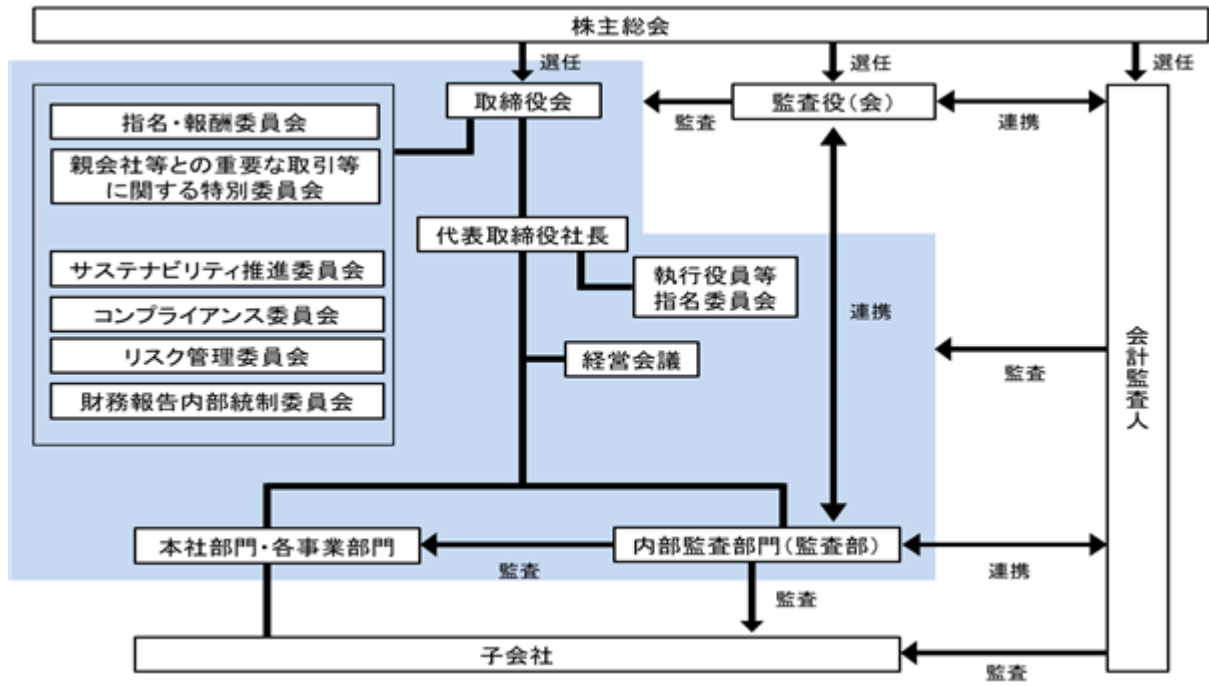 株主総会
選任
選任
選任
取締役会
監査役(会)
監査
連携
指名・報酬委員会
親会社等との重要な取引等
に関する特別委員会
サステナビリティ推進委員会
コンプライアンス委員会
リスク管理委員会
財務報告内部統制委員会
代表取締役社長
執行役員等
指名委員会
経営会議
連携
監査
会計監査人
本社部門・各事業部門
監査
内部監査部門(監査部)
連携
監査
子会社
監査